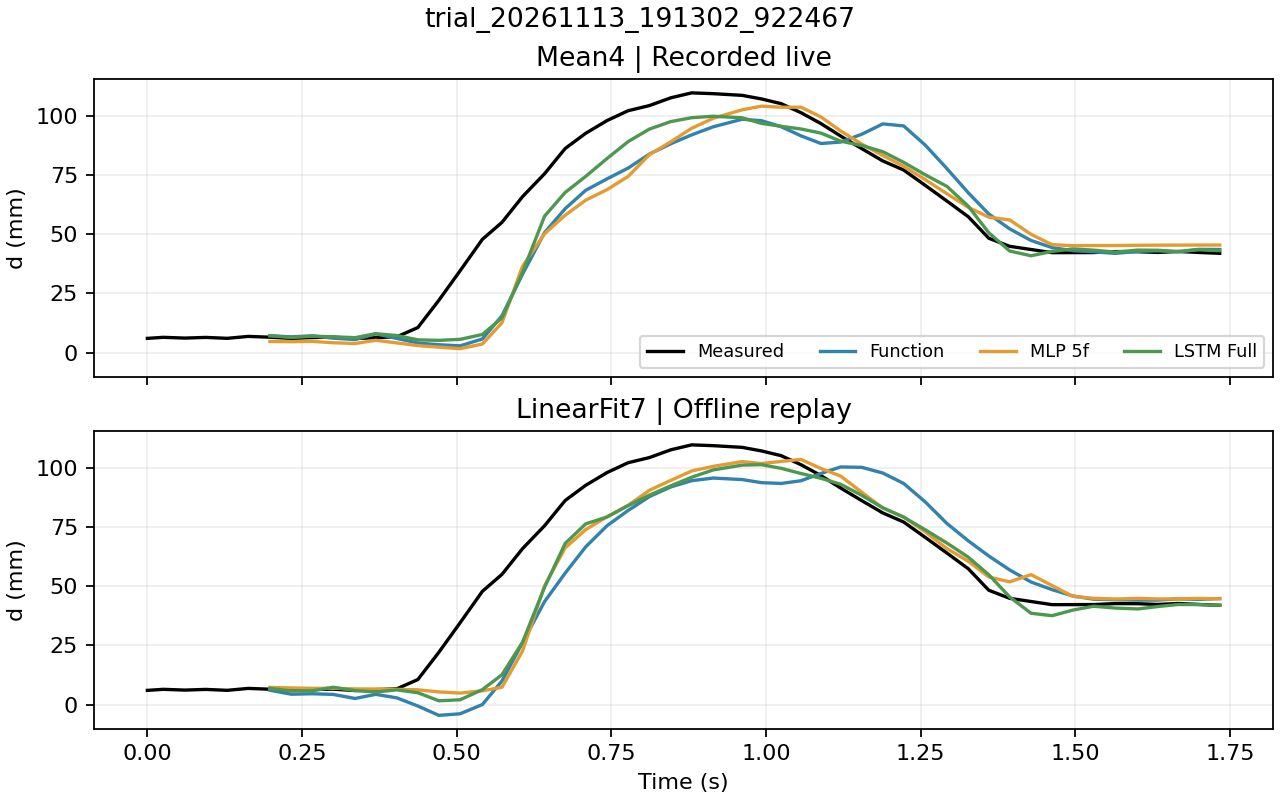 trial_20261113_191302_922467
Mean4 | Recorded live
d (mm)
100
75
50
25
0
Measured Function MLP 5f LSTM Full
LinearFit7 | Offline replay
d (mm)
100
75
50
25
0
0.00 0.25 0.50 0.75 1.00 1.25 1.50 1.75
Time (s)